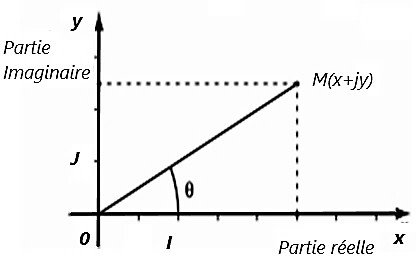 y
Partie
Imaginaire
M(x+jy)
J
θ
0
I
x
Partie réelle